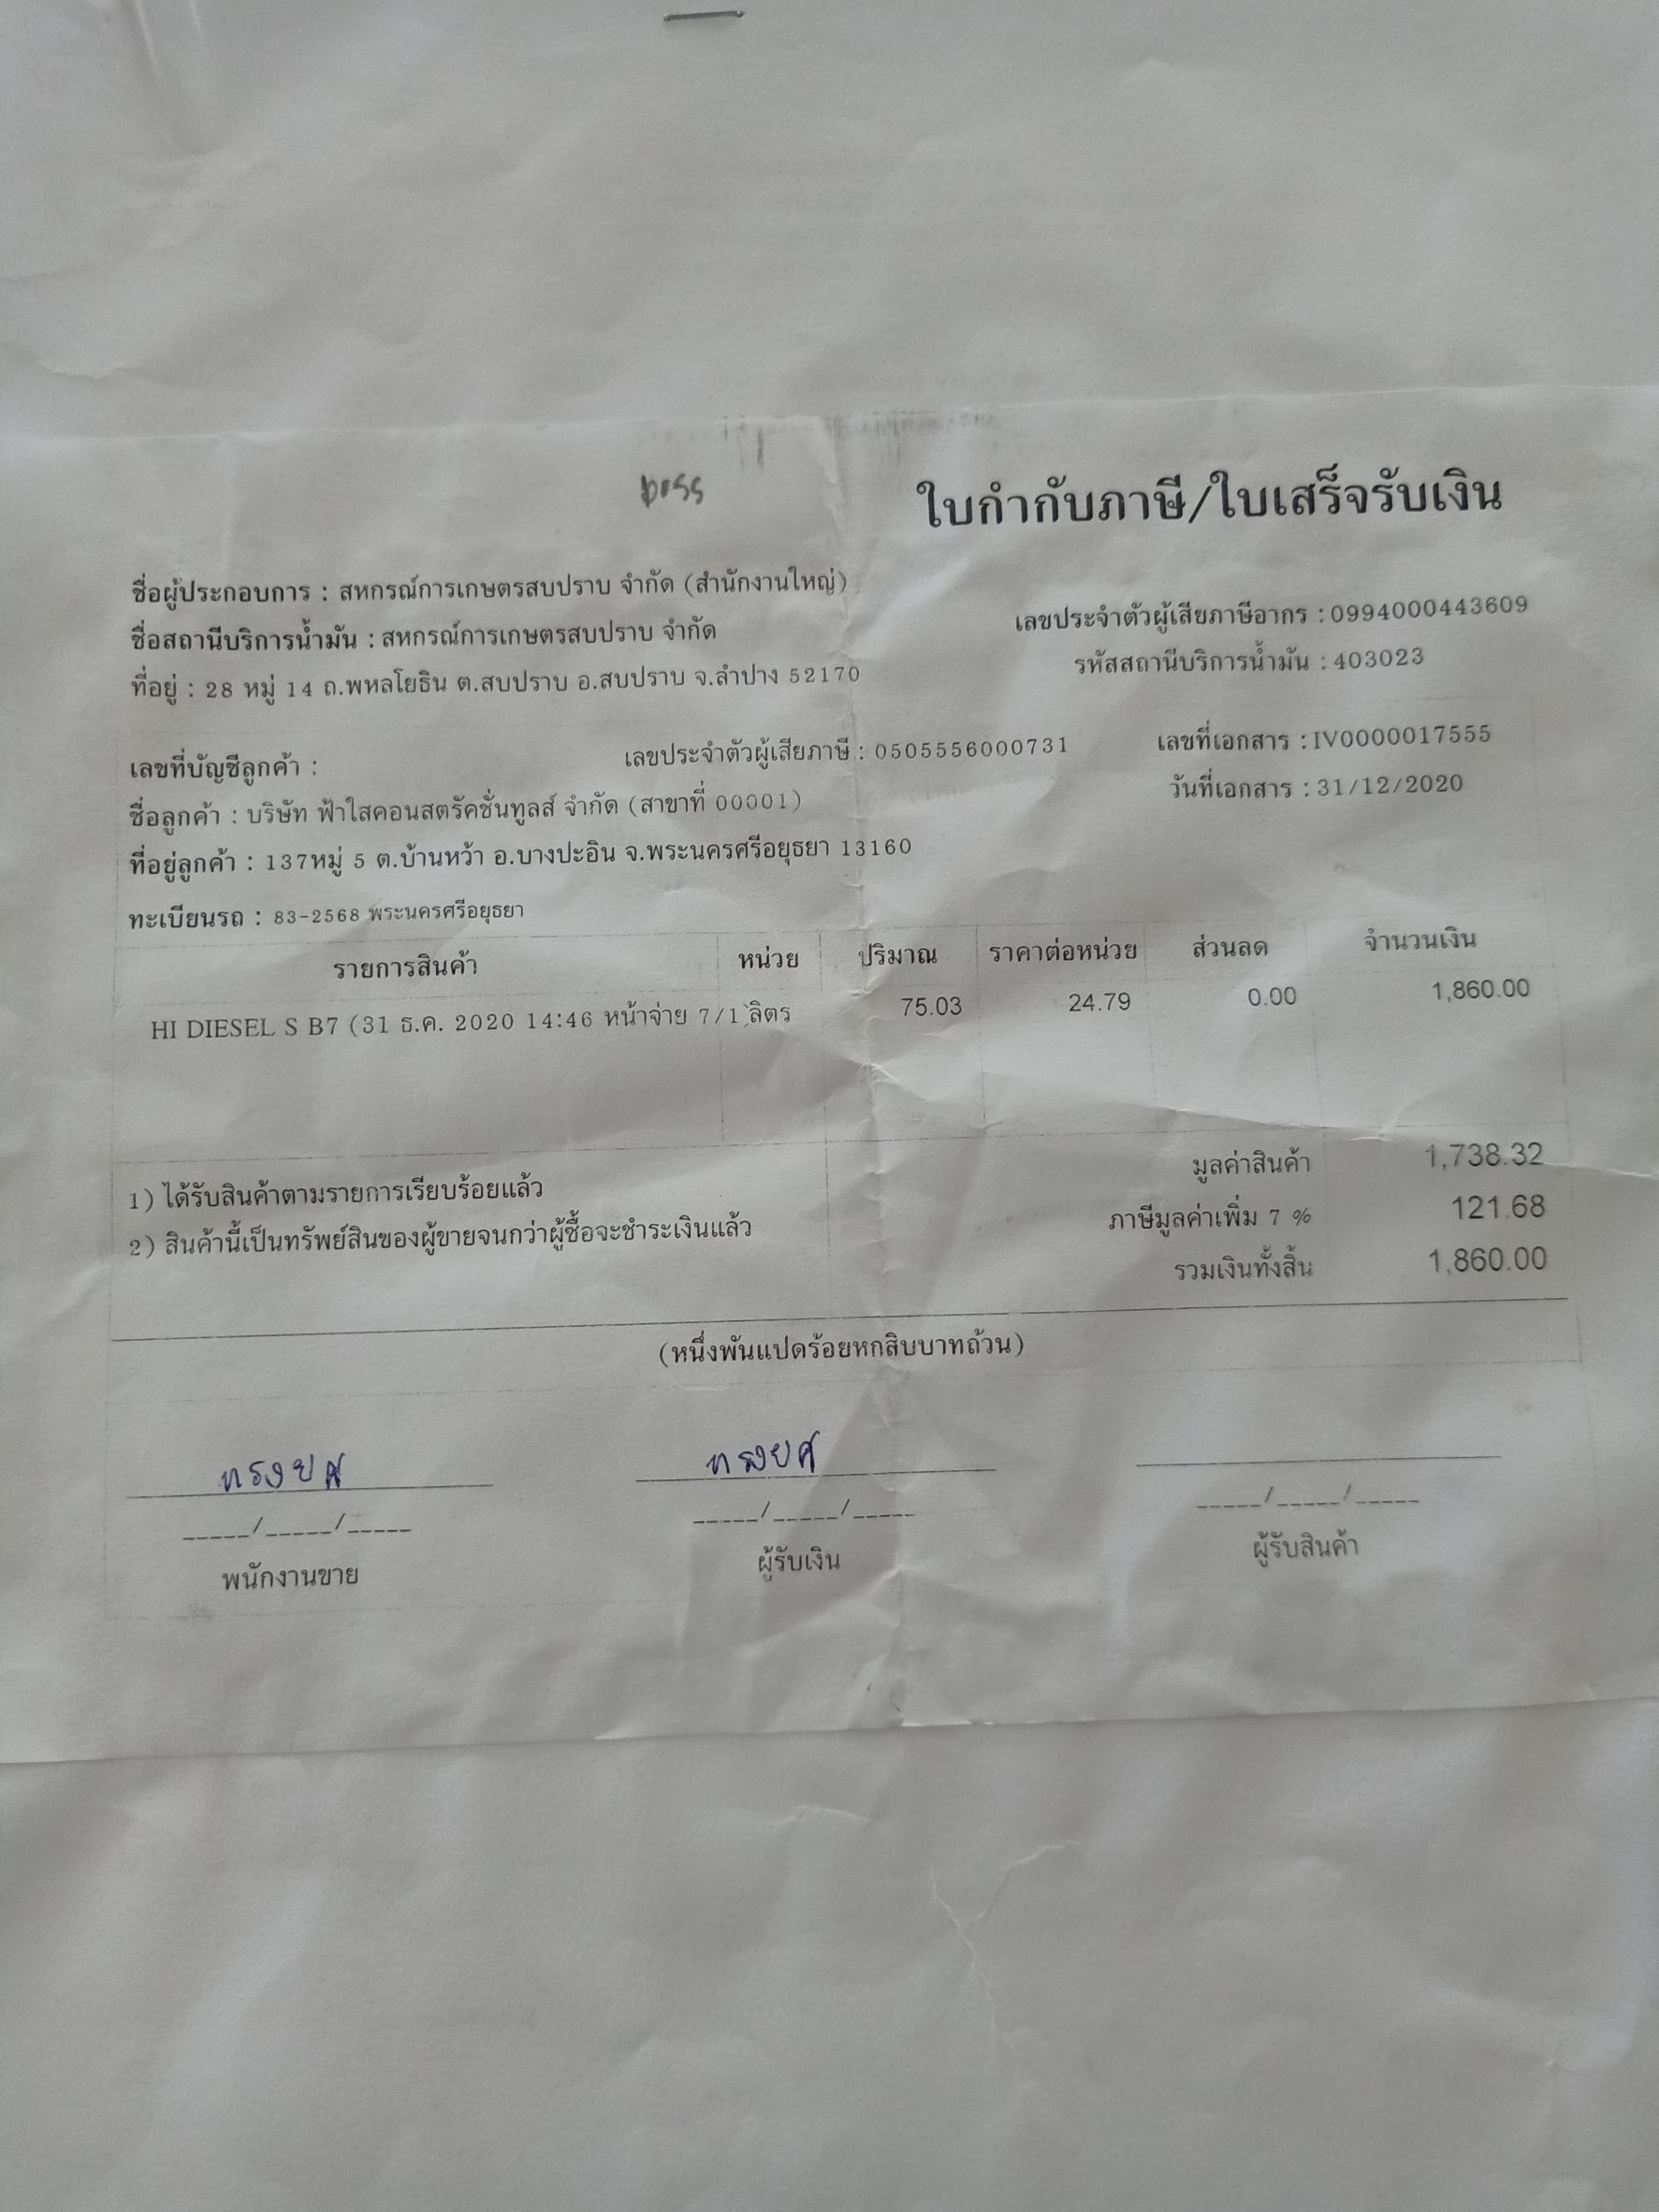 boss
ใบกำกับภาษี/ใบเสร็จรับเงิน
ชื่อผู้ประกอบการ : สหกรณ์การเกษตรสบปราบ จำกัด (สำนักงานใหญ่)
เลขประจำตัวผู้เสียภาษีอากร : 0994000443609
ชื่อสถานีบริการน้ำมัน : สหกรณ์การเกษตรสบปราบ จำกัด
รหัสสถานีบริการน้ำมัน : 403023
ที่อยู่ : 28 หมู่ 14 ถ.พหลโยธิน ต.สบปราบ อ.สบปราบ จ.ลำปาง 52170
เลขที่บัญชีลูกค้า : เลขประจำตัวผู้เสียภาษี : 0505556000731 เลขที่เอกสาร : IV0000017555
ชื่อลูกค้า : บริษัท ฟ้าใสคอนสตรัคชั่นทูลส์ จำกัด (สาขาที่ 00001) วันที่เอกสาร : 31/12/2020
ที่อยู่ลูกค้า : 137หมู่ 5 ต.บ้านหว้า อ.บางปะอิน จ.พระนครศรีอยุธยา 13160
ทะเบียนรถ : 83-2568 พระนครศรีอยุธยา
รายการสินค้า หน่วย ปริมาณ ราคาต่อหน่วย ส่วนลด จำนวนเงิน
HI DIESEL S B7 (31 ธ.ค. 2020 14:46 หน้าจ่าย 7/1) ลิตร 75.03 24.79 0.00 1,860.00
มูลค่าสินค้า 1,738.32
1) ได้รับสินค้าตามรายการเรียบร้อยแล้ว
ภาษีมูลค่าเพิ่ม 7 % 121.68
2) สินค้านี้เป็นทรัพย์สินของผู้ขายจนกว่าผู้ซื้อจะชำระเงินแล้ว
รวมเงินทั้งสิ้น 1,860.00
(หนึ่งพันแปดร้อยหกสิบบาทถ้วน)
ทรงยศ ทรงยศ
_____/_____/_____ _____/_____/_____ _____/_____/_____
พนักงานขาย ผู้รับเงิน ผู้รับสินค้า